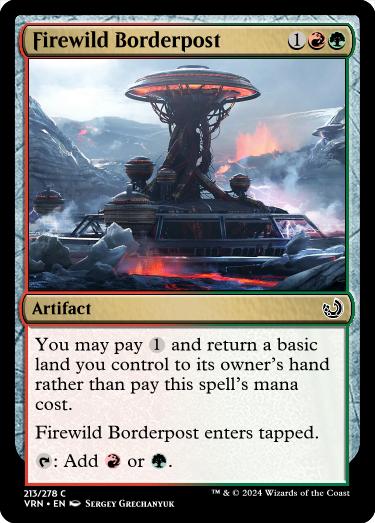 Firewild Borderpost 1
Artifact
You may pay 1 and return a basic
land you control to its owner's hand
rather than pay this spell's mana
cost.
Firewild Borderpost enters tapped.
: Add or .
213/278 C
VRN • EN Sergey Grechanyuk
™ & © 2024 Wizards of the Coast